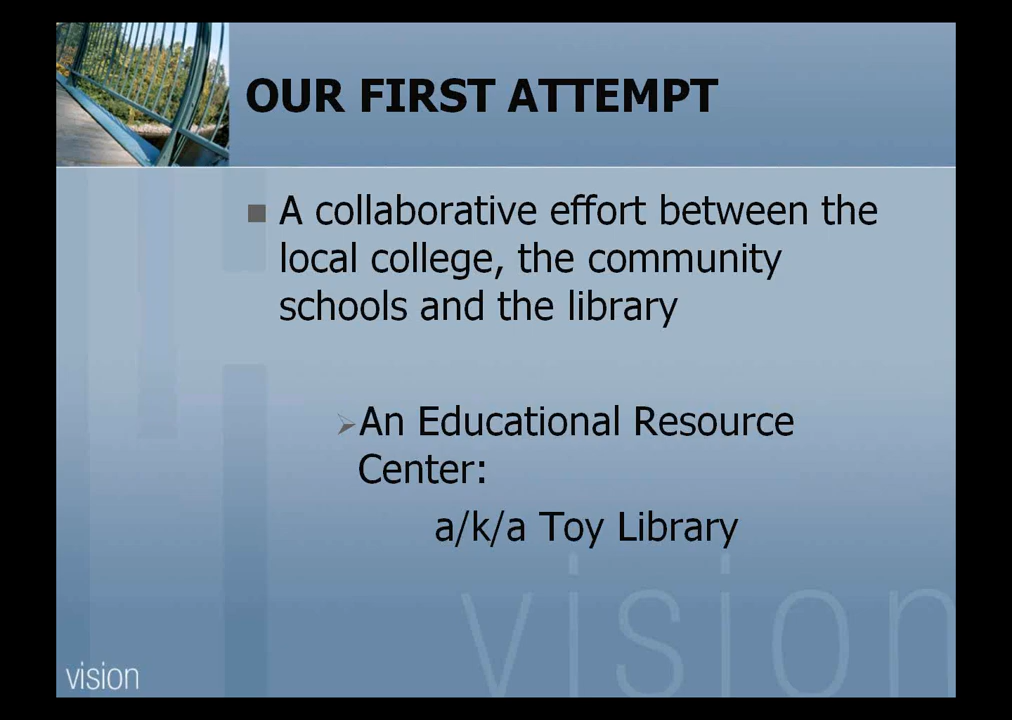 OUR FIRST ATTEMPT
A collaborative effort between the
local college, the community
schools and the library
An Educational Resource
Center:
a/k/a Toy Library
vision
vision